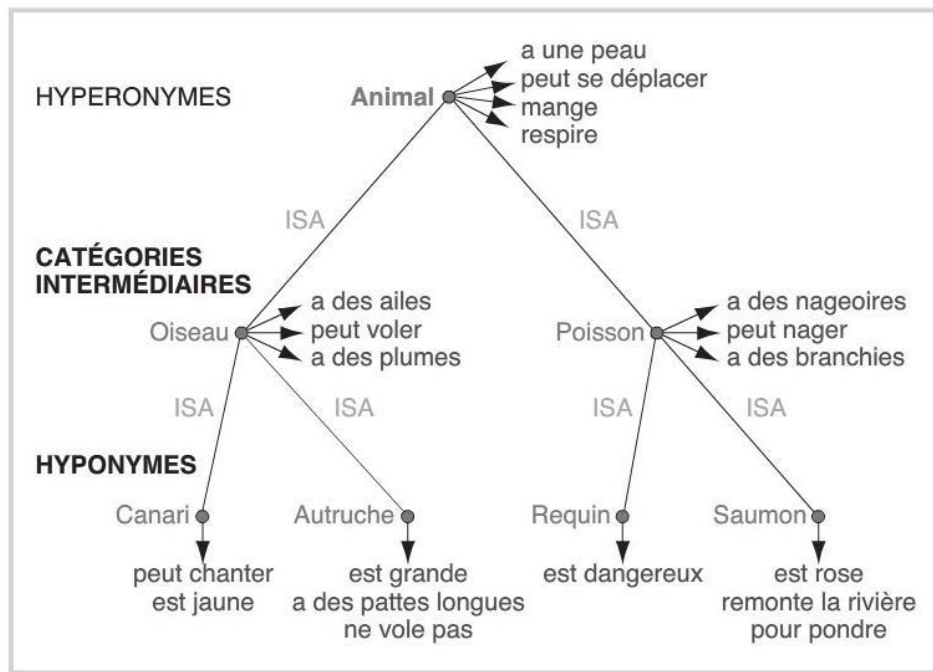 a une peau
peut se déplacer
HYPERONYMES
Animal
mange
respire
ISA
ISA
CATÉGORIES
INTERMÉDIAIRES
a des ailes
a des nageoires
Oiseau
peut voler
Poisson
peut nager
a des plumes
a des branchies
ISA
ISA
ISA
ISA
HYPONYMES
Canari
Autruche
Requin
Saumon
peut chanter
est jaune
est grande
a des pattes longues
ne vole pas
est dangereux
est rose
remonte la rivière
pour pondre